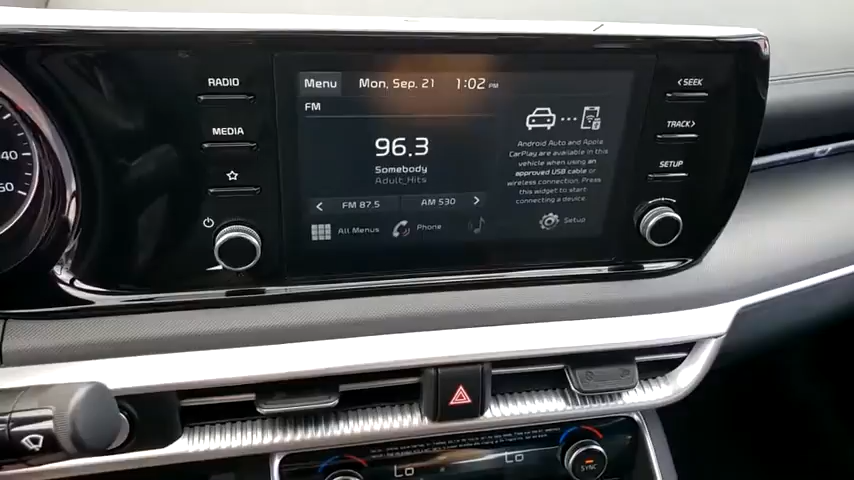 RADIO
MEDIA
Menu
Mon, Sep. 21
1:02 PM
FM
96.3
Somebody
Adult_Hits
< FM 87.5
AM 530 >
All Menus
Phone
Android Auto and Apple
CarPlay are available in this
vehicle when using an
approved USB cable or
wireless connection. Press
this widget to start
connecting a device.
Setup
< SEEK
TRACK >
SETUP
40
Lo
Lo
SYNC